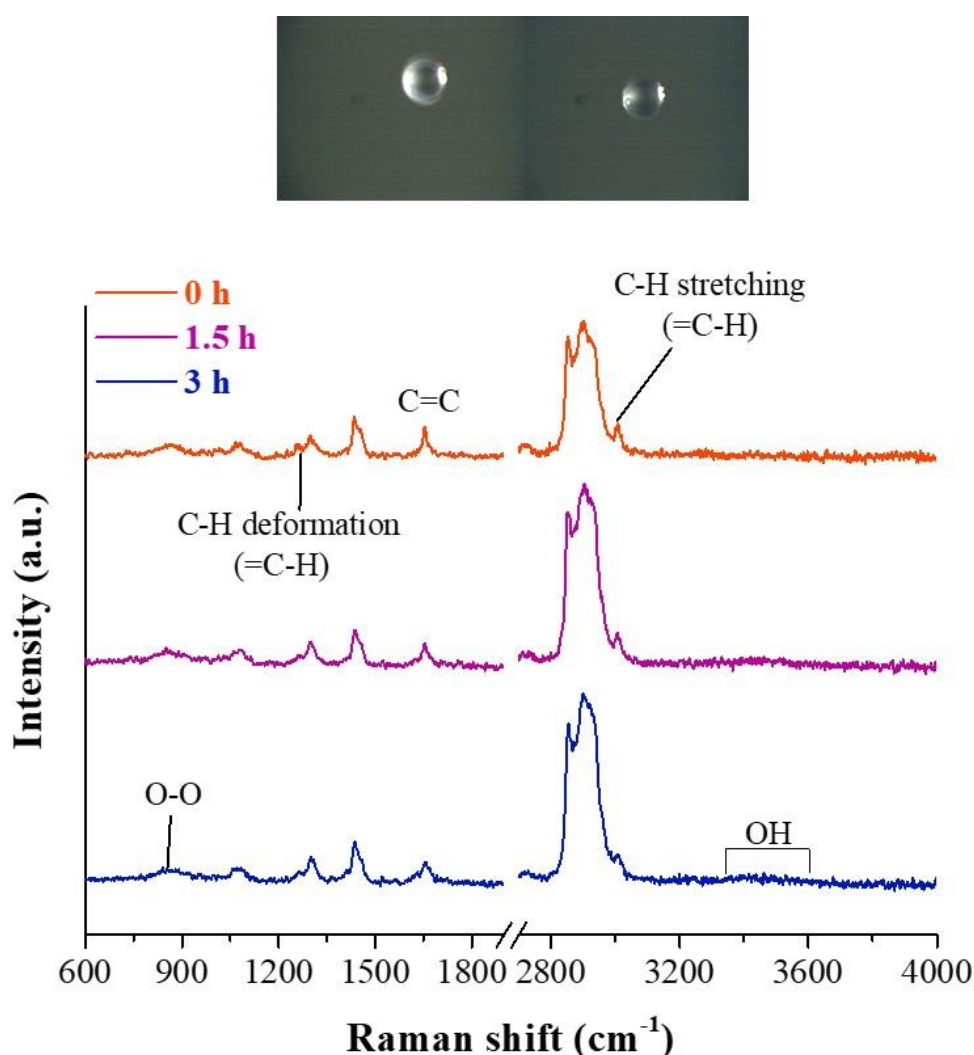 0 h
1.5 h
3 h
C-H stretching
(=C-H)
C=C
C-H deformation
(=C-H)
O-O
OH
Intensity (a.u.)
600 900 1200 1500 1800 2800 3200 3600 4000
Raman shift (cm⁻¹)